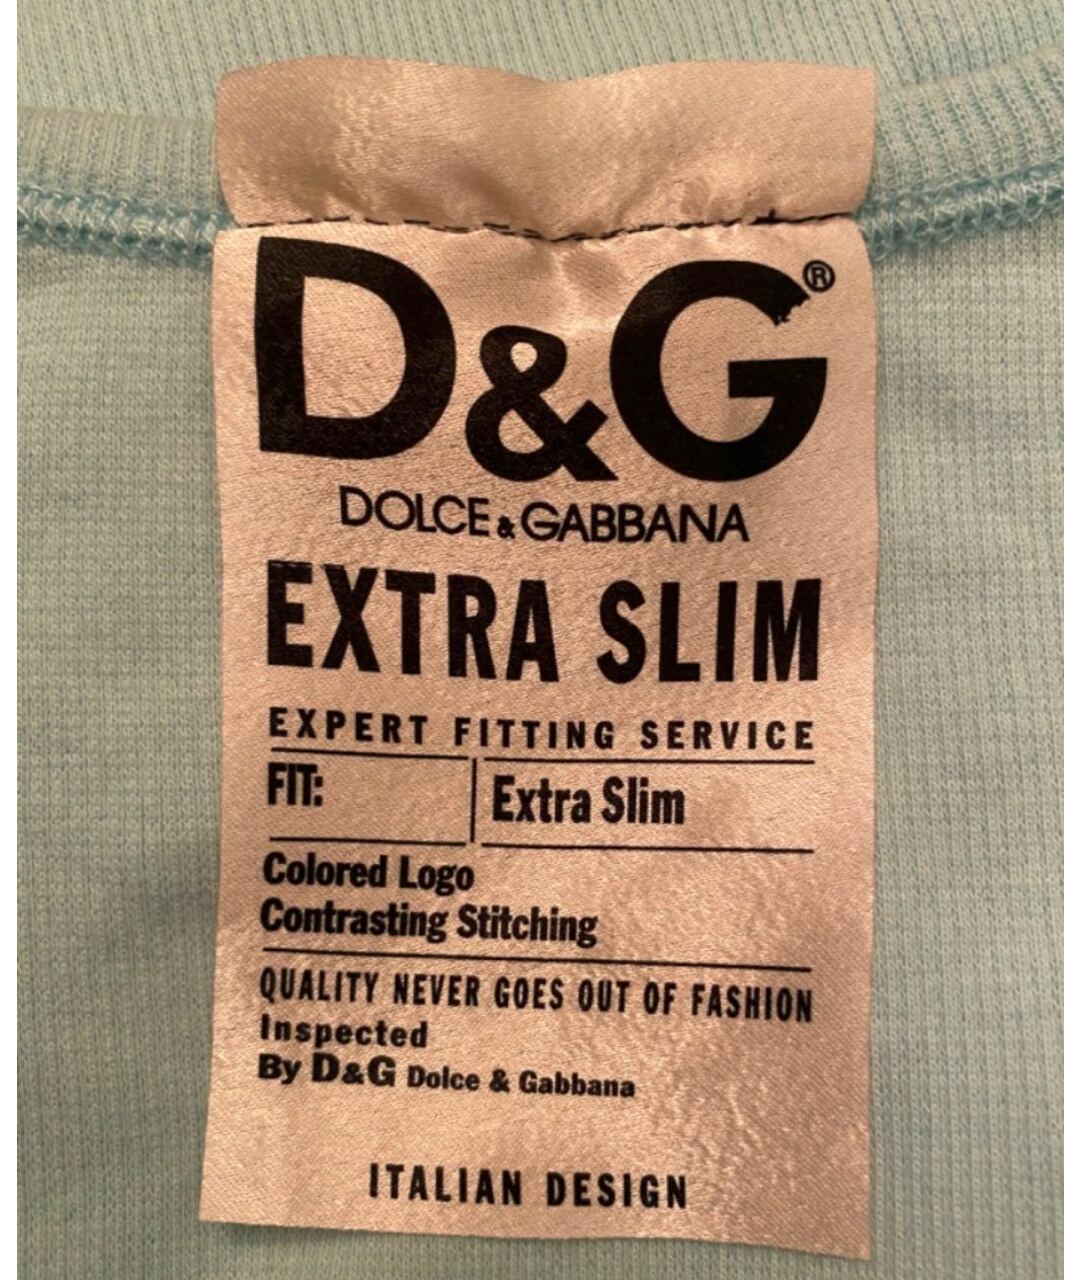 D&G®
DOLCE & GABBANA
EXTRA SLIM
EXPERT FITTING SERVICE
FIT: Extra Slim
Colored Logo
Contrasting Stitching
QUALITY NEVER GOES OUT OF FASHION
Inspected
By D&G Dolce & Gabbana
ITALIAN DESIGN